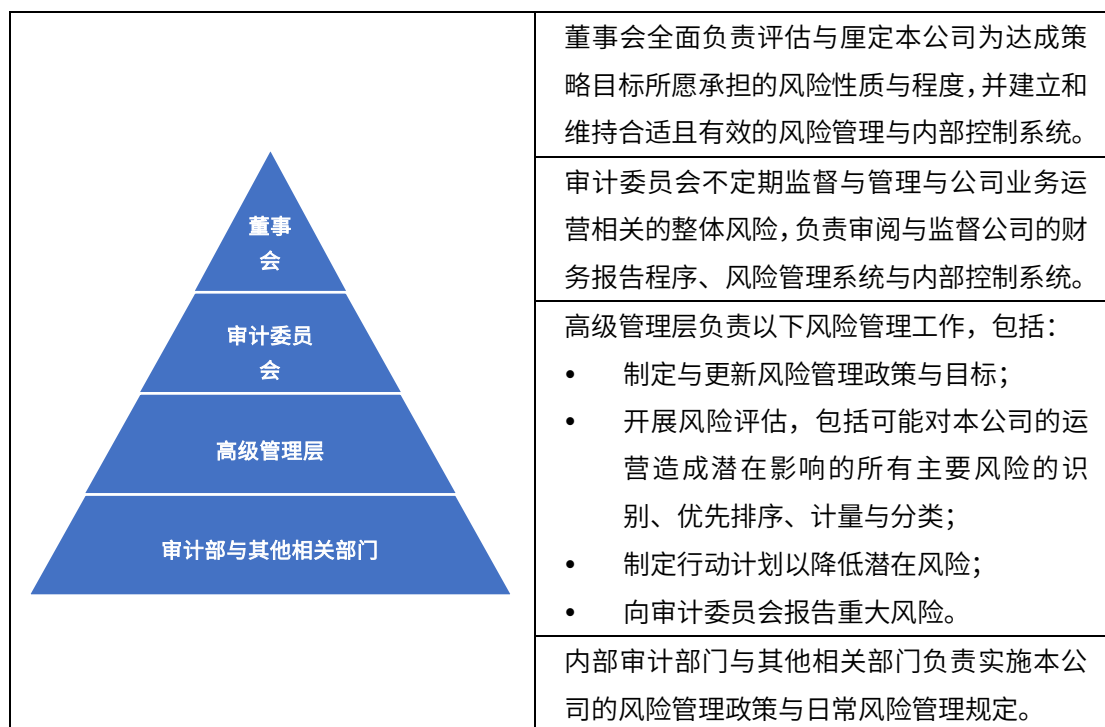 董事
会
审计委员
会
高级管理层
审计部与其他相关部门
董事会全面负责评估与厘定本公司为达成策
略目标所愿承担的风险性质与程度，并建立和
维持合适且有效的风险管理与内部控制系统。
审计委员会不定期监督与管理与公司业务运
营相关的整体风险，负责审阅与监督公司的财
务报告程序、风险管理系统与内部控制系统。
高级管理层负责以下风险管理工作，包括：
• 制定与更新风险管理政策与目标；
• 开展风险评估，包括可能对本公司的运
营造成潜在影响的所有主要风险的识
别、优先排序、计量与分类；
• 制定行动计划以降低潜在风险；
• 向审计委员会报告重大风险。
内部审计部门与其他相关部门负责实施本公
司的风险管理政策与日常风险管理规定。